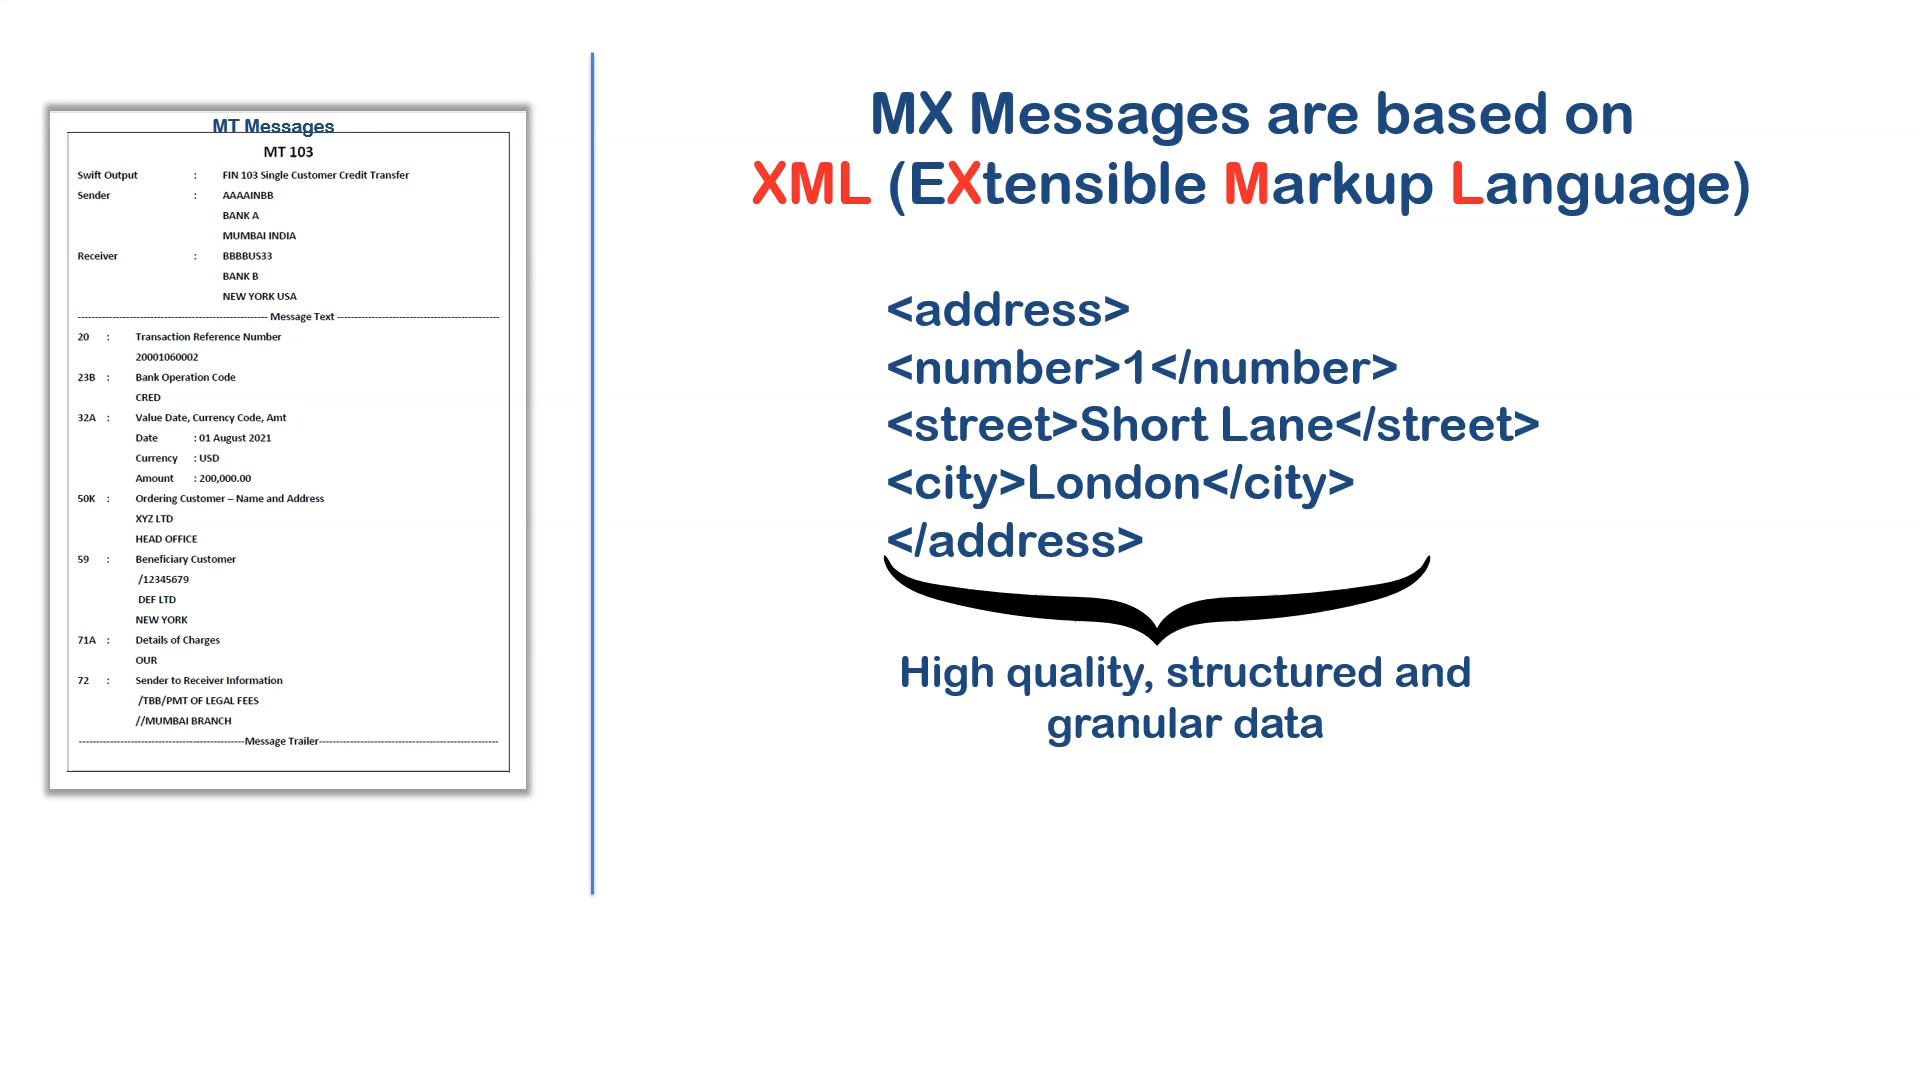 MT Messages
MT 103
Swift Output : FIN 103 Single Customer Credit Transfer
Sender : AAAAINBB
BANK A
MUMBAI INDIA
Receiver : BBBBUS33
BANK B
NEW YORK USA
---------------------------------------------------- Message Text ----------------------------------------------------
20 : Transaction Reference Number
20001060002
23B : Bank Operation Code
CRED
32A : Value Date, Currency Code, Amt
Date : 01 August 2021
Currency : USD
Amount : 200,000.00
50K : Ordering Customer – Name and Address
XYZ LTD
HEAD OFFICE
59 : Beneficiary Customer
/12345679
DEF LTD
NEW YORK
71A : Details of Charges
OUR
72 : Sender to Receiver Information
/TBB/PMT OF LEGAL FEES
//MUMBAI BRANCH
----------------------------------------------------Message Trailer----------------------------------------------------
MX Messages are based on
XML (EXtensible Markup Language)
<address>
<number>1</number>
<street>Short Lane</street>
<city>London</city>
</address>
High quality, structured and
granular data